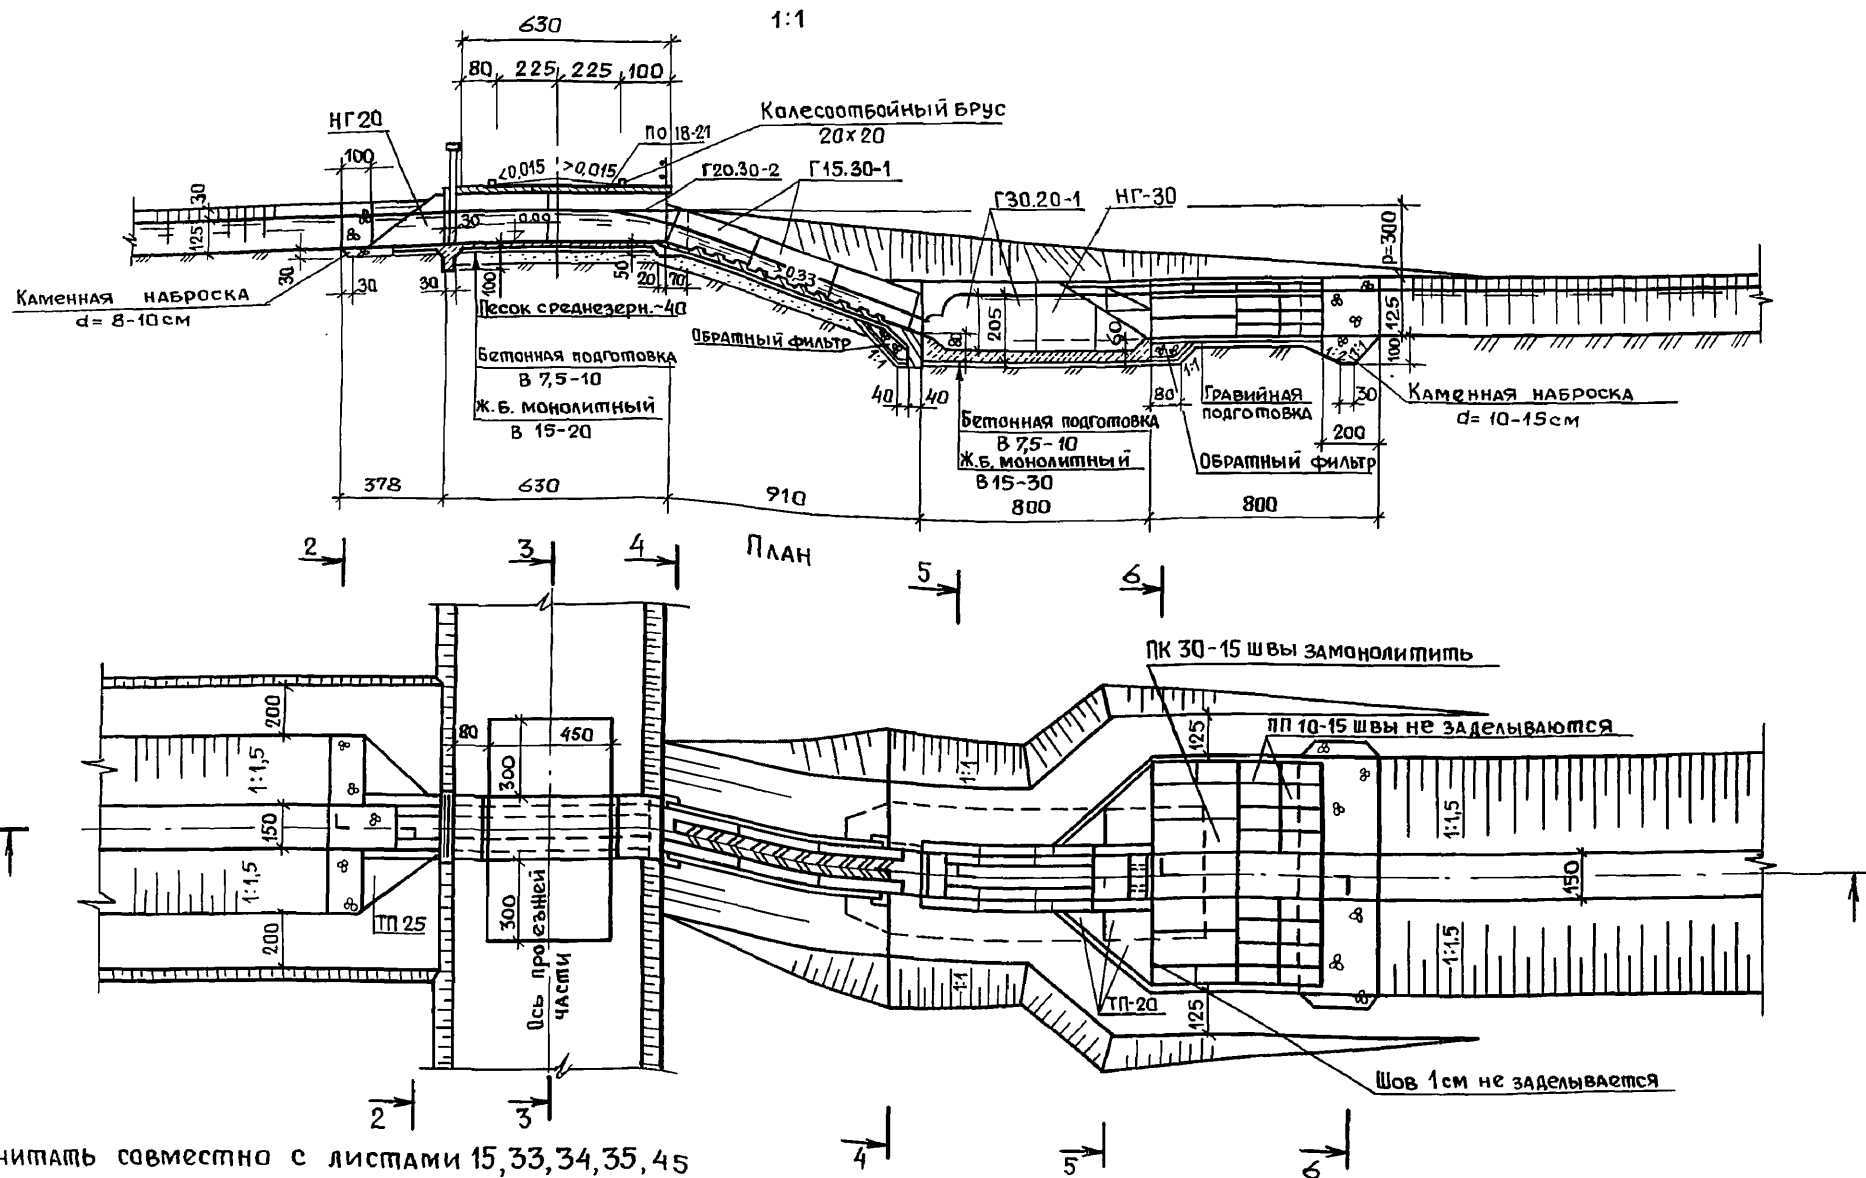 1:1
630
80 225 225 100
НГ20
100
ПО 18-21
Колесоотбойный брус
20×20
<0,015 >0,015
Г20.30-2
Г15.30-1
Г30.20-1
НГ-30
P=300
30
125
30
0.09
30
30
30
100
50
20
70
0.33
Каменная наброска
d= 8-10см
Песок среднезерн.-40
Обратный фильтр
1:1
80
205
60
125
100
1:1
1:1
Бетонная подготовка
В 7,5-10
Ж.Б. монолитный
В 15-20
40 40
Бетонная подготовка
В 7,5-10
Ж.Б. монолитный
В15-30
80
Гравийная
подготовка
30
Каменная наброска
d= 10-15см
200
Обратный фильтр
378 630 910 800 800
2 3 4
План
5 6
ПК 30-15 швы замонолитить
ПП 10-15 швы не заделываются
200
80
450
300
125
1:1,5
1:1
1:1,5
150
150
1:1,5
ТП 25
300
200
Ось проезжей
части
1:1
ТП-20
125
1:1.5
Шов 1см не заделывается
2 3 4 5 6
читать совместно с листами 15,33,34,35,45